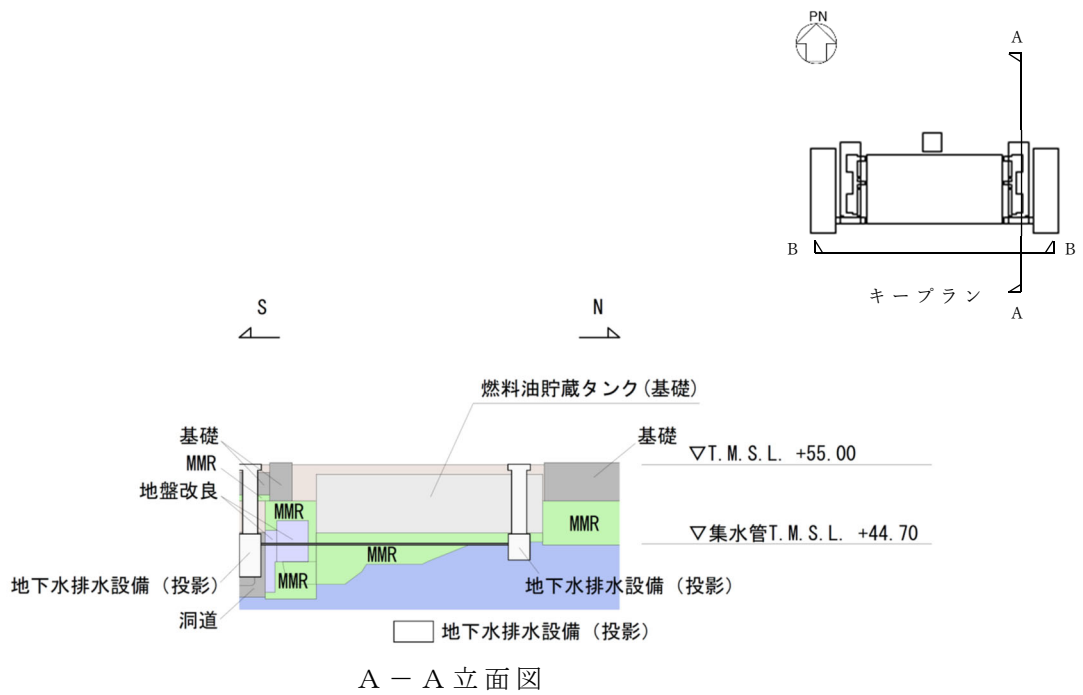 PN
A
B
B
キープラン
A
S
N
燃料油貯蔵タンク(基礎)
基礎
MMR
地盤改良
基礎
▽T.M.S.L. +55.00
MMR
MMR
▽集水管T.M.S.L. +44.70
MMR
MMR
地下水排水設備（投影）
地下水排水設備（投影）
洞道
地下水排水設備（投影）
A－A立面図